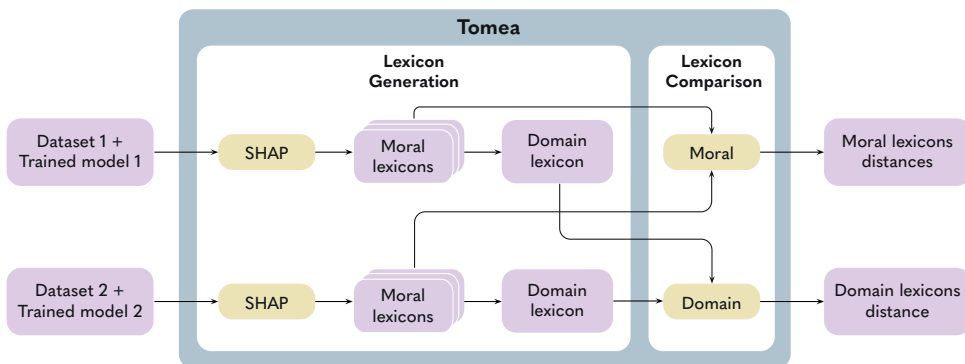 Tomea
Lexicon
Generation
Lexicon
Comparison
Dataset 1 +
Trained model 1
SHAP
Moral
lexicons
Domain
lexicon
Moral
Moral lexicons
distances
Dataset 2 +
Trained model 2
SHAP
Moral
lexicons
Domain
lexicon
Domain
Domain lexicons
distance